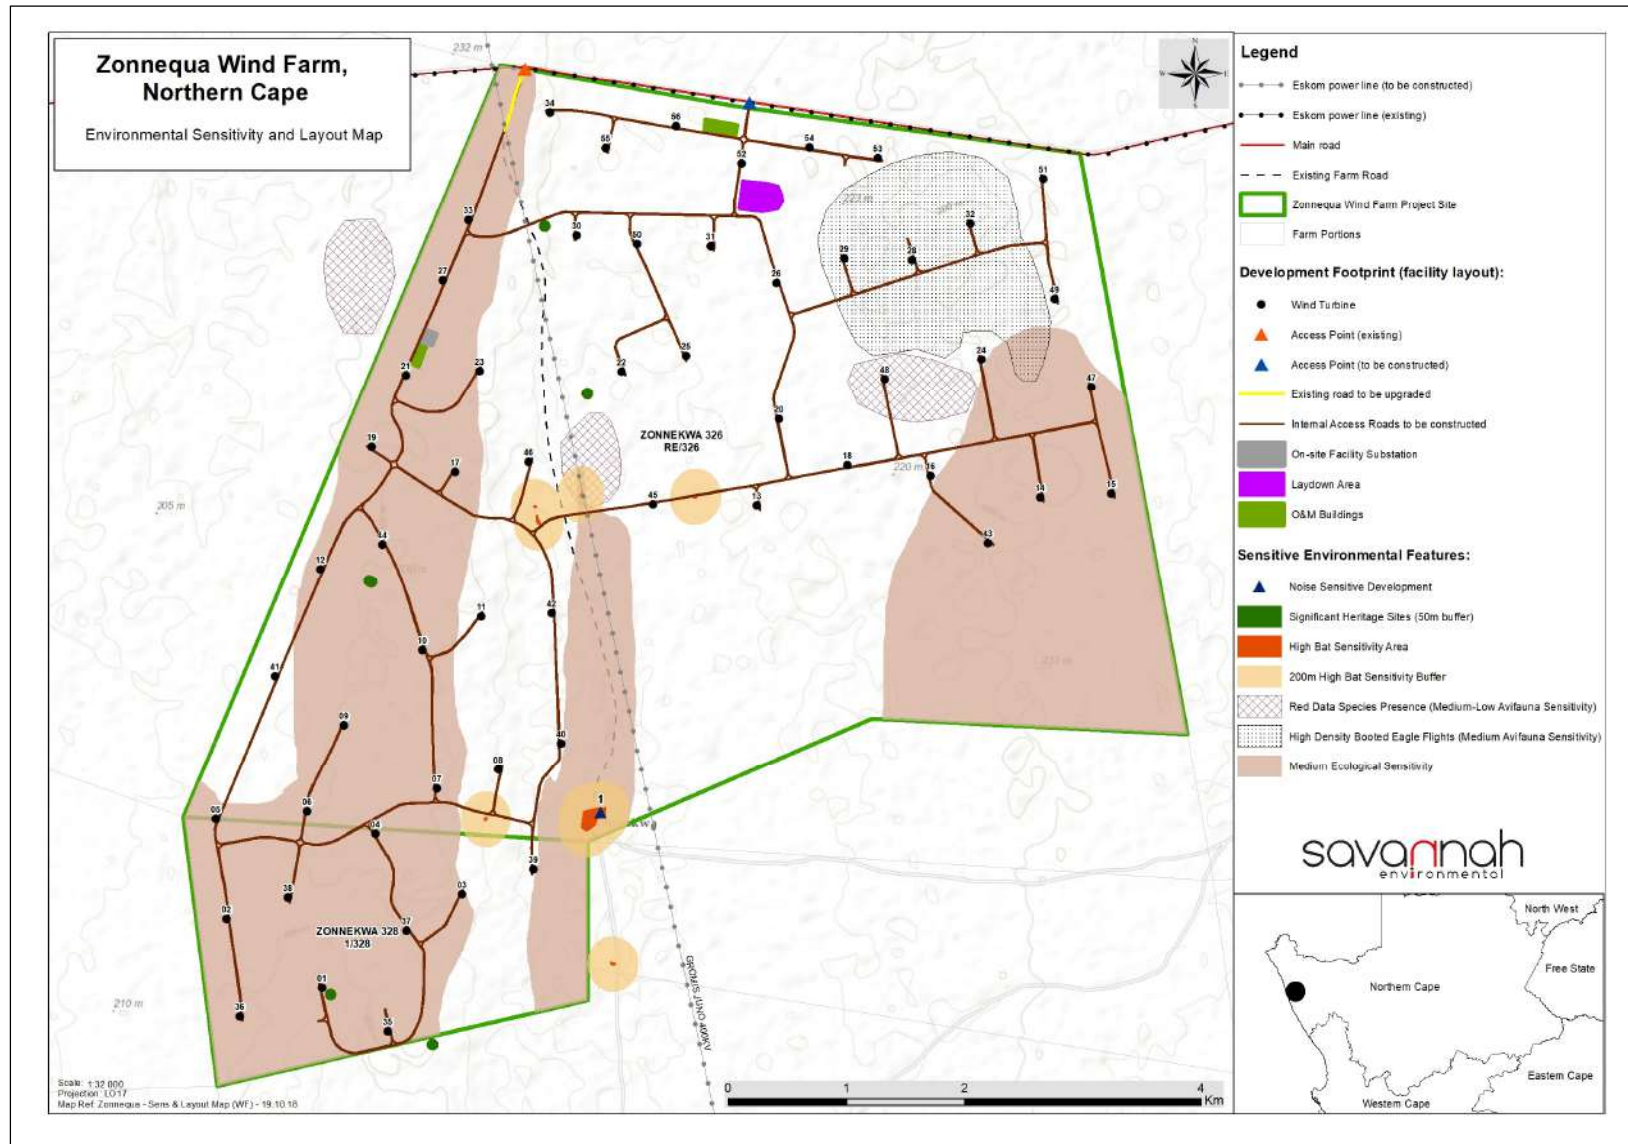 Zonnequa Wind Farm,
Northern Cape
Environmental Sensitivity and Layout Map
232 m
N
W
E
S
34
56
55
54
53
52
51
33
30
50
31
32
223 m
29
28
26
27
49
25
22
21
23
24
48
47
20
ZONNEKWA 326
RE/326
19
17
46
18
220 m
16
45
13
14
15
205 m
44
43
12
42
11
10
41
09
40
08
07
06
05
04
1
39
03
38
02
37
ZONNEKWA 328
1/328
01
36
35
210 m
GROMIS JUNO 400KV
Scale: 1:32 000
Projection: LO17
Map Ref: Zonnequa - Sens & Layout Map (WF) - 19.10.18
0
1
2
4
Km
Legend
Eskom power line (to be constructed)
Eskom power line (existing)
Main road
Existing Farm Road
Zonnequa Wind Farm Project Site
Farm Portions
Development Footprint (facility layout):
Wind Turbine
Access Point (existing)
Access Point (to be constructed)
Existing road to be upgraded
Internal Access Roads to be constructed
On-site Facility Substation
Laydown Area
O&M Buildings
Sensitive Environmental Features:
Noise Sensitive Development
Significant Heritage Sites (50m buffer)
High Bat Sensitivity Area
200m High Bat Sensitivity Buffer
Red Data Species Presence (Medium-Low Avifauna Sensitivity)
High Density Booted Eagle Flights (Medium Avifauna Sensitivity)
Medium Ecological Sensitivity
savannah
environmental
North West
Free State
Northern Cape
Eastern Cape
Western Cape